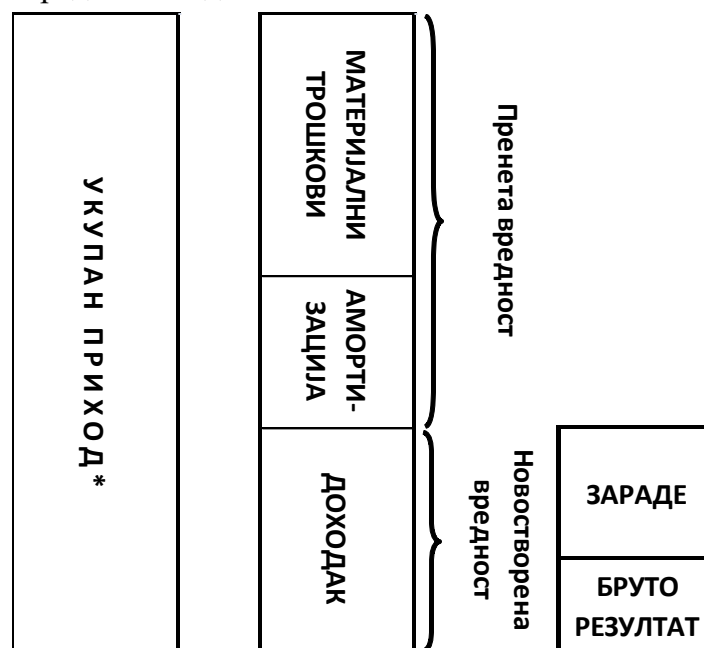 УКУПАН ПРИХОД*
МАТЕРИЈАЛНИ
ТРОШКОВИ
АМОРТИ-
ЗАЦИЈА
ДОХОДАК
Пренета вредност
Новостворена
вредност
ЗАРАДЕ
БРУТО
РЕЗУЛТАТ